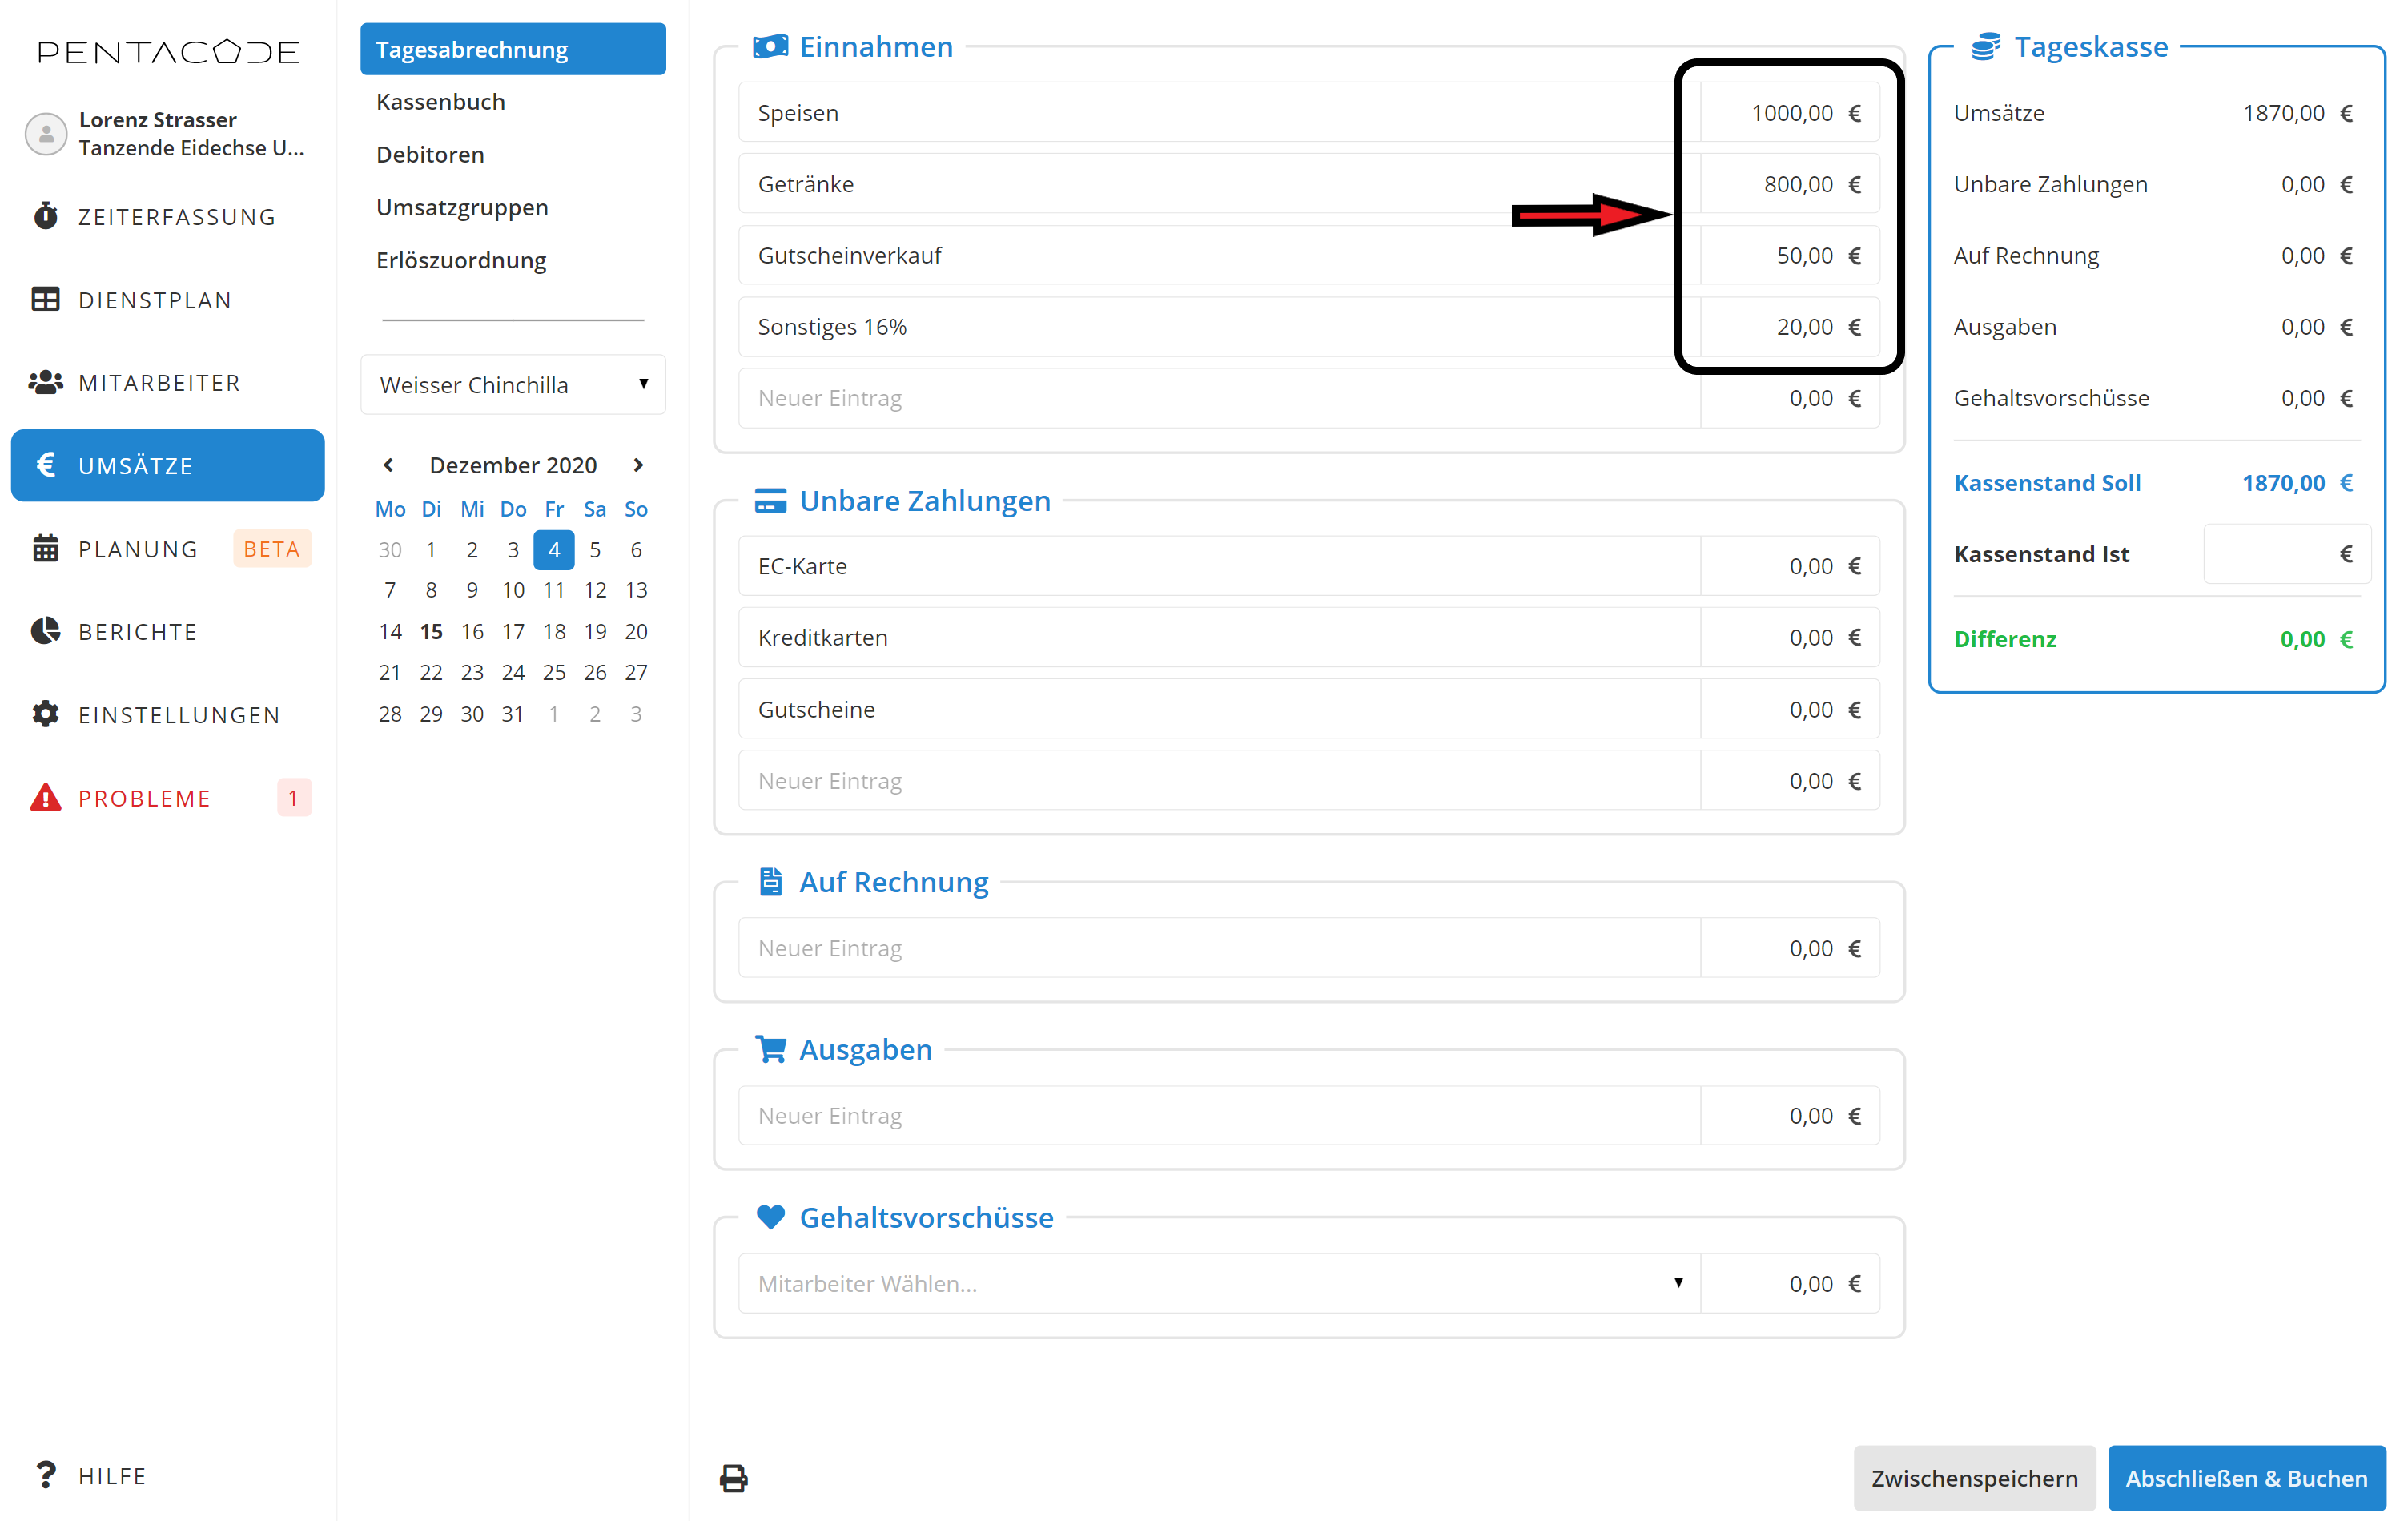 PENTACODE
Lorenz Strasser
Tanzende Eidechse U...
ZEITERFASSUNG
DIENSTPLAN
MITARBEITER
€ UMSÄTZE
PLANUNG BETA
BERICHTE
EINSTELLUNGEN
PROBLEME 1
? HILFE
Tagesabrechnung
Kassenbuch
Debitoren
Umsatzgruppen
Erlöszuordnung
Weisser Chinchilla
Dezember 2020
Mo Di Mi Do Fr Sa So
30 1 2 3 4 5 6
7 8 9 10 11 12 13
14 15 16 17 18 19 20
21 22 23 24 25 26 27
28 29 30 31 1 2 3
Einnahmen
Speisen 1000,00 €
Getränke 800,00 €
Gutscheinverkauf 50,00 €
Sonstiges 16% 20,00 €
Neuer Eintrag 0,00 €
Unbare Zahlungen
EC-Karte 0,00 €
Kreditkarten 0,00 €
Gutscheine 0,00 €
Neuer Eintrag 0,00 €
Auf Rechnung
Neuer Eintrag 0,00 €
Ausgaben
Neuer Eintrag 0,00 €
Gehaltsvorschüsse
Mitarbeiter Wählen... 0,00 €
Tageskasse
Umsätze 1870,00 €
Unbare Zahlungen 0,00 €
Auf Rechnung 0,00 €
Ausgaben 0,00 €
Gehaltsvorschüsse 0,00 €
Kassenstand Soll 1870,00 €
Kassenstand Ist €
Differenz 0,00 €
Zwischenspeichern
Abschließen & Buchen